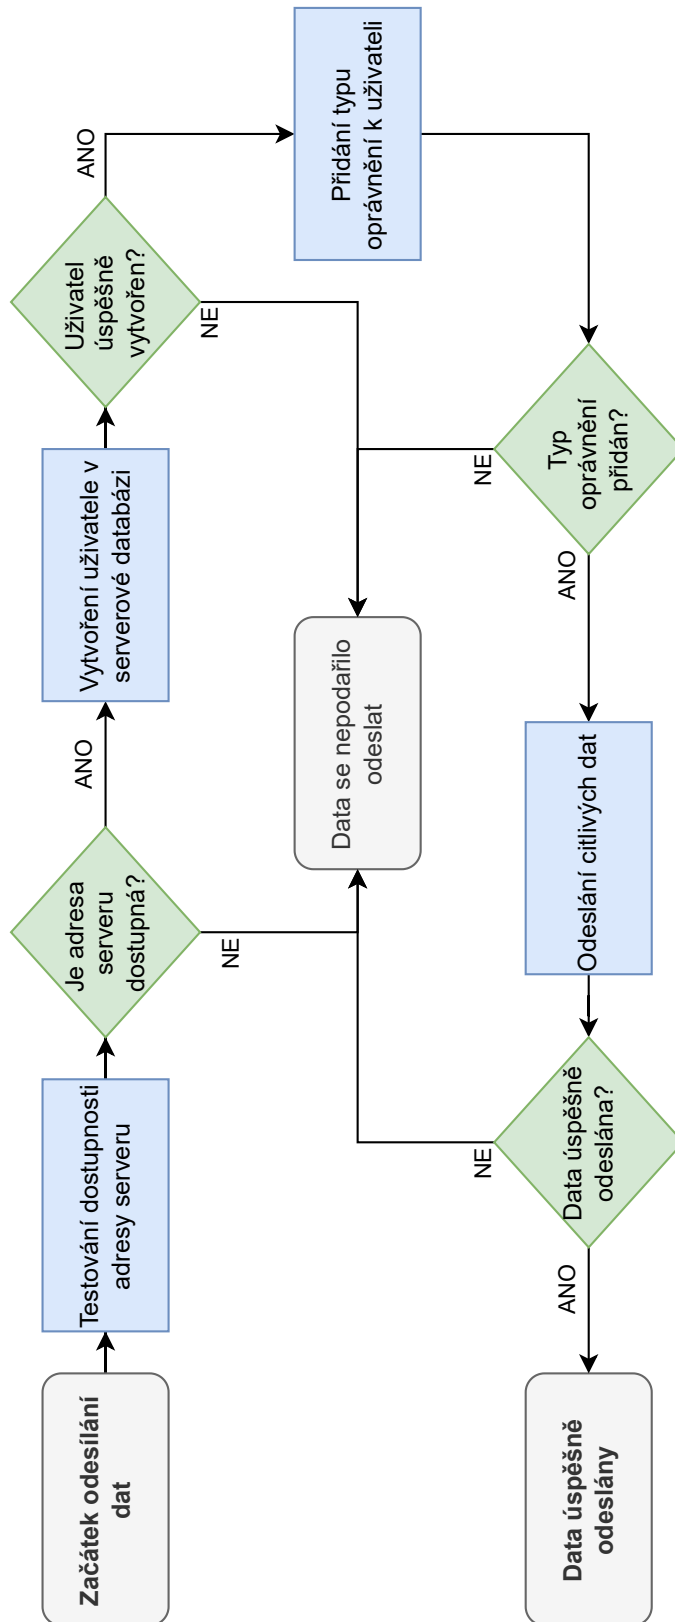 Začátek odesílání
dat
Testování dostupnosti
adresy serveru
Je adresa
serveru
dostupná?
ANO
NE
Vytvoření uživatele v
serverové databázi
Uživatel
úspěšně
vytvořen?
ANO
NE
Přidání typu
oprávnění k uživateli
Typ
oprávnění
přidán?
NE
ANO
Data se nepodařilo
odeslat
Odeslání citlivých dat
Data úspěšně
odeslána?
NE
ANO
Data úspěšně
odeslány